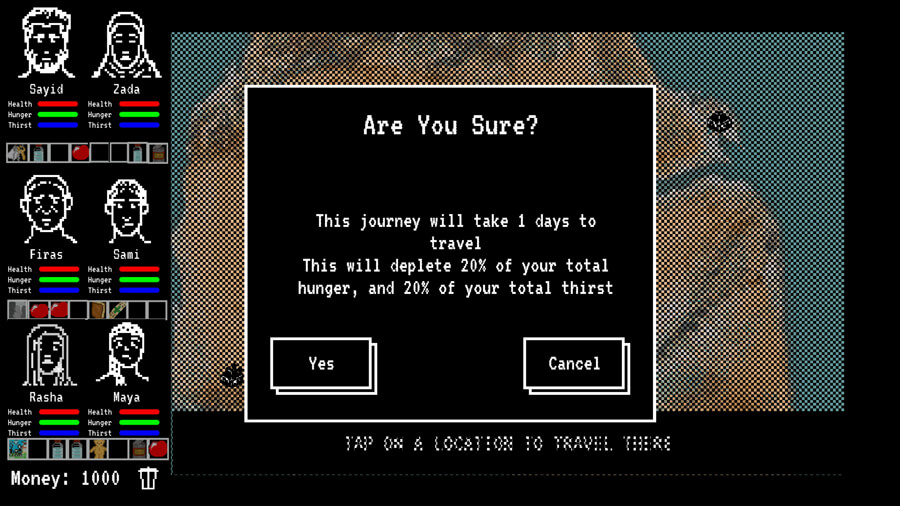 Sayid Zada
Health Health
Hunger Hunger
Thirst Thirst
Firas Sami
Health Health
Hunger Hunger
Thirst Thirst
Rasha Maya
Health Health
Hunger Hunger
Thirst Thirst
Money: 1000
Are You Sure?
This journey will take 1 days to
travel
This will deplete 20% of your total
hunger, and 20% of your total thirst
Yes Cancel
TAP ON A LOCATION TO TRAVEL THERE